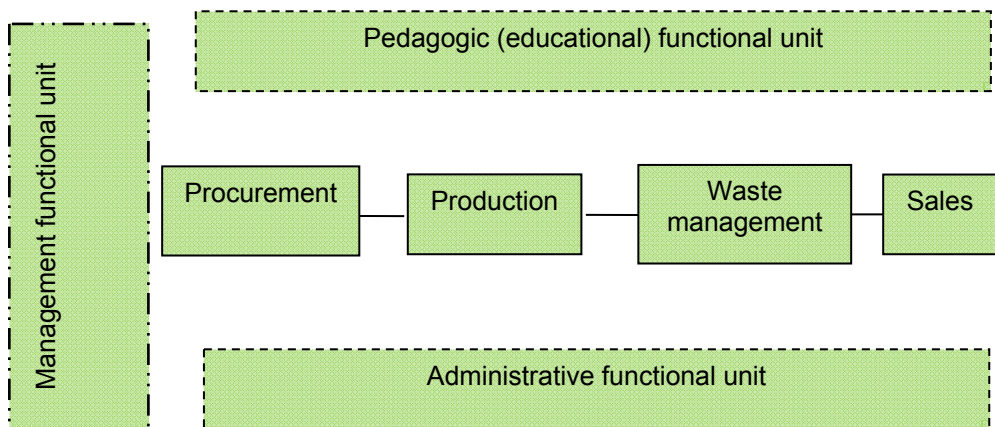 Management functional unit
Pedagogic (educational) functional unit
Procurement
Production
Waste
management
Sales
Administrative functional unit